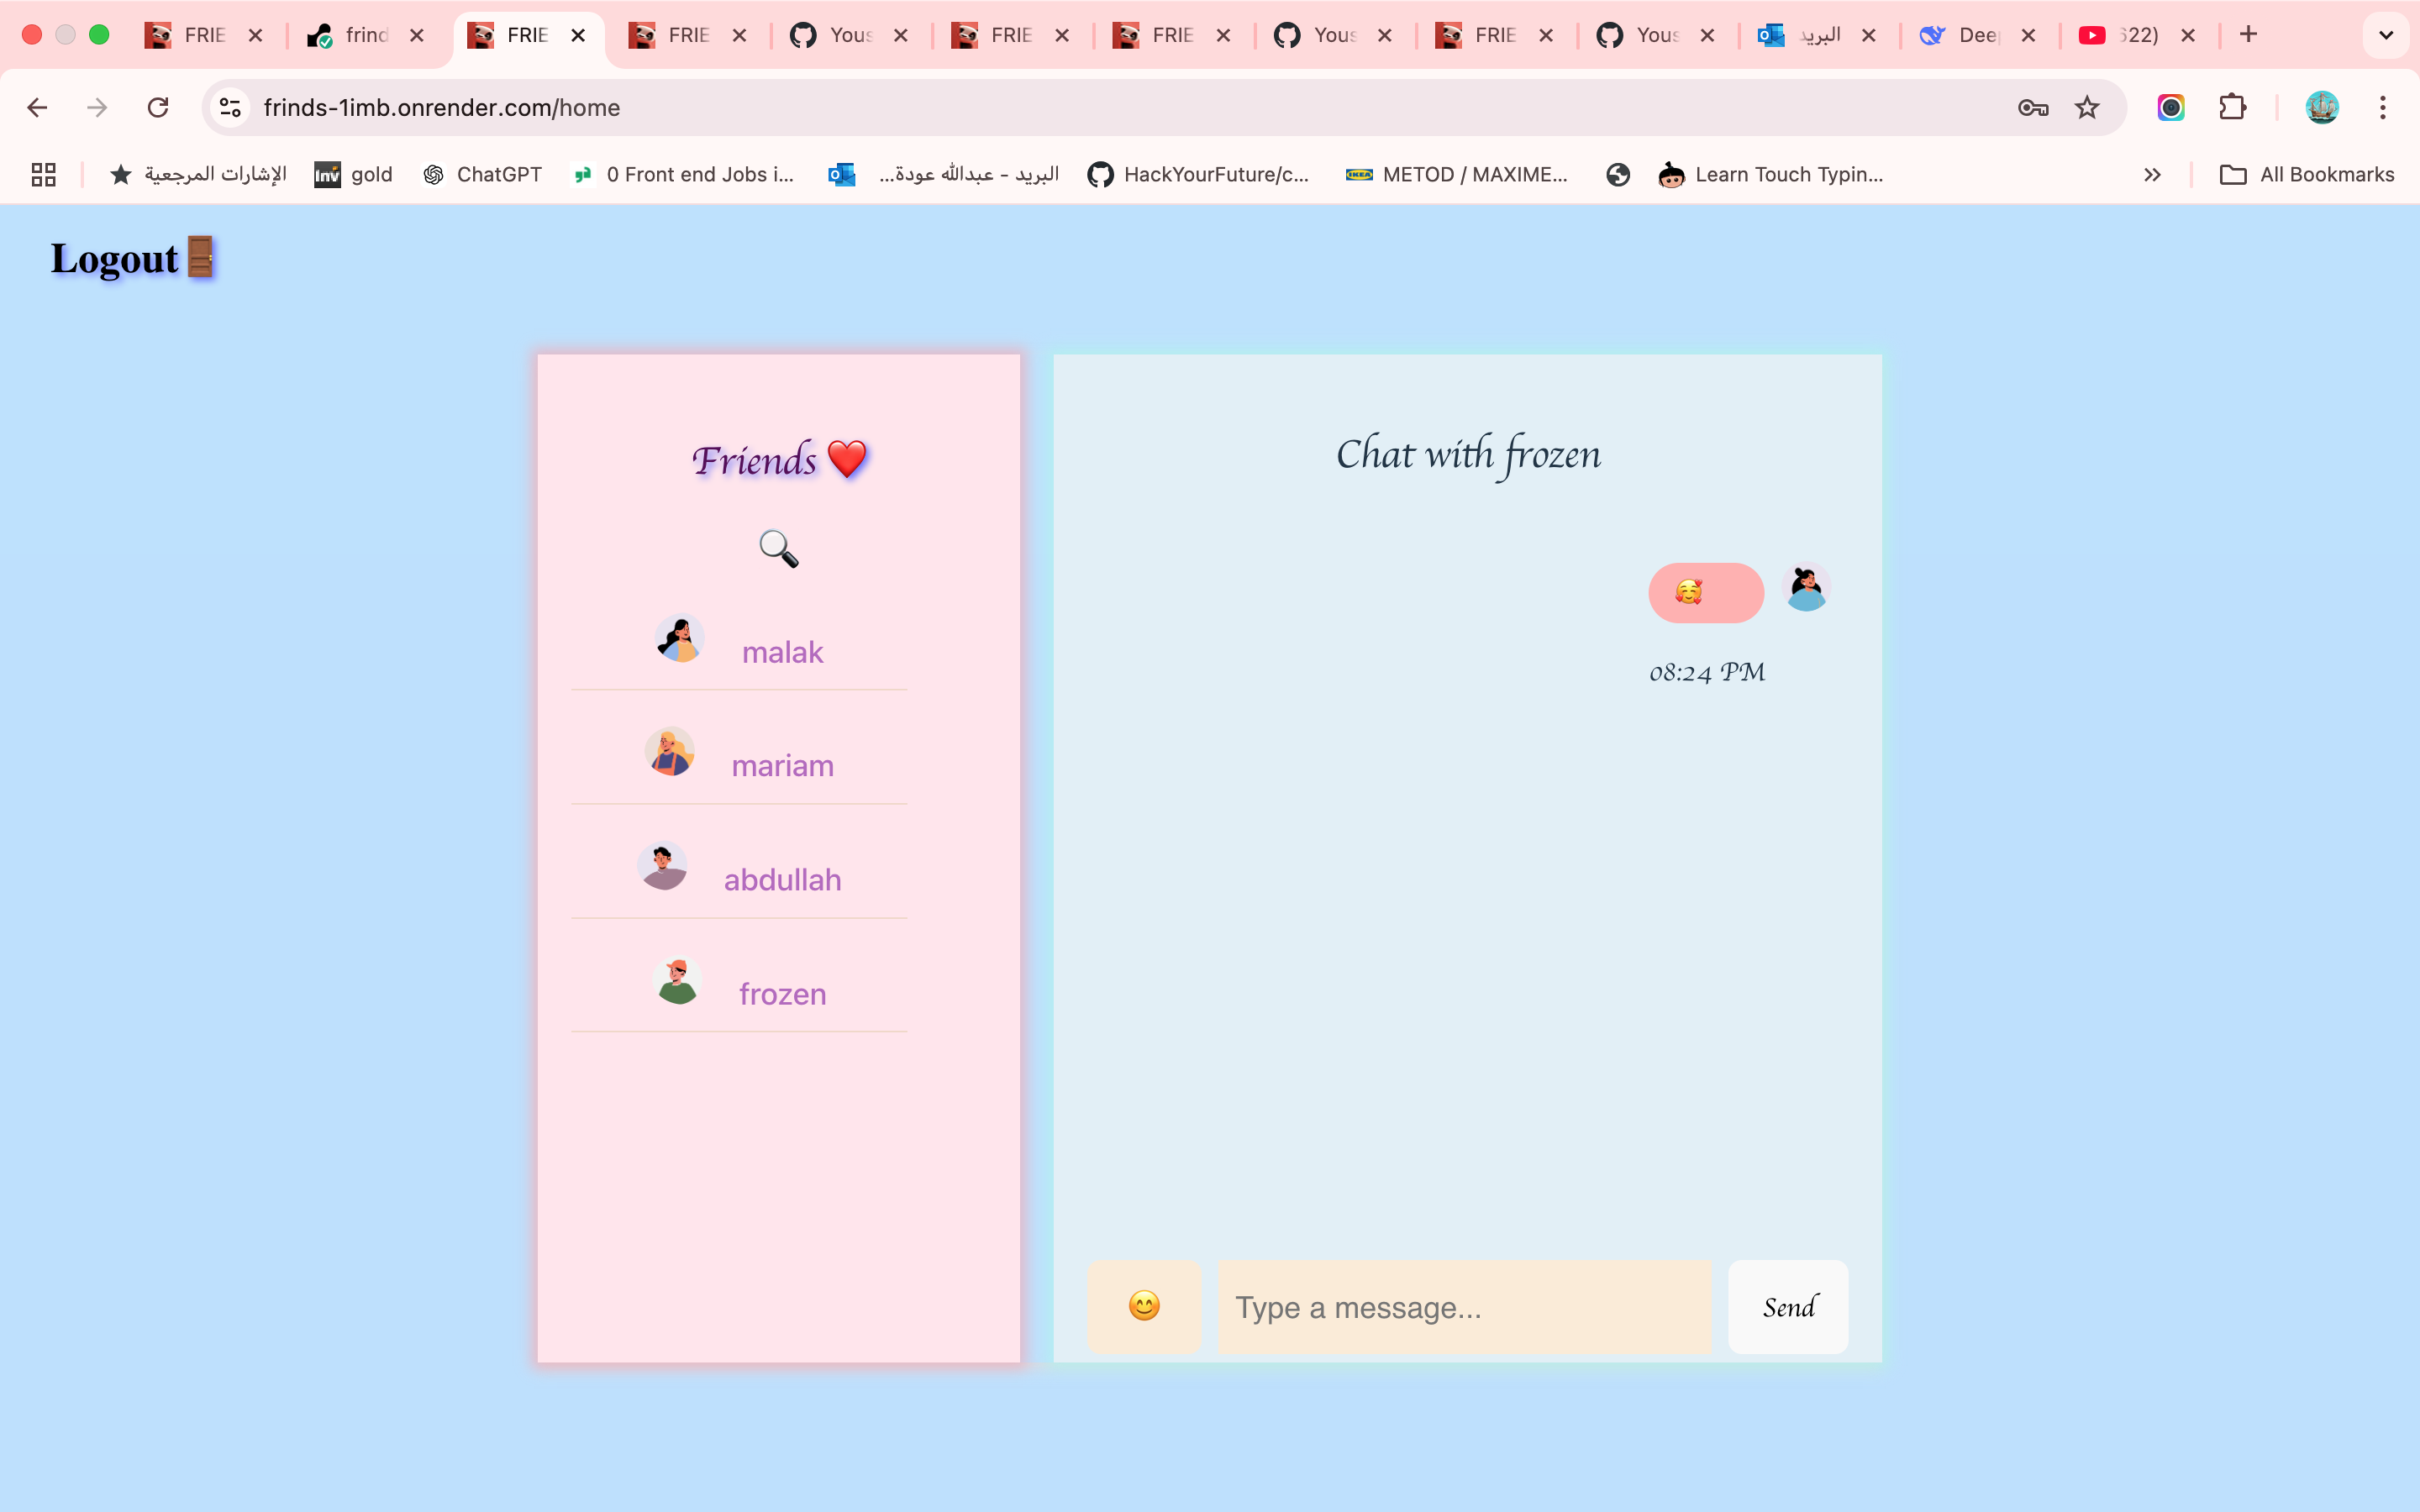 FRIE
frind
FRIE
FRIE
Yous
FRIE
FRIE
Yous
FRIE
Yous
البريد
Deep
622)
frinds-1imb.onrender.com/home
الإشارات المرجعية
gold
ChatGPT
0 Front end Jobs i...
البريد - عبدالله عودة...
HackYourFuture/c...
METOD / MAXIME...
Learn Touch Typin...
All Bookmarks
Logout🚪
Friends ❤️
🔍
malak
mariam
abdullah
frozen
Chat with frozen
🥰
08:24 PM
😊
Type a message...
Send